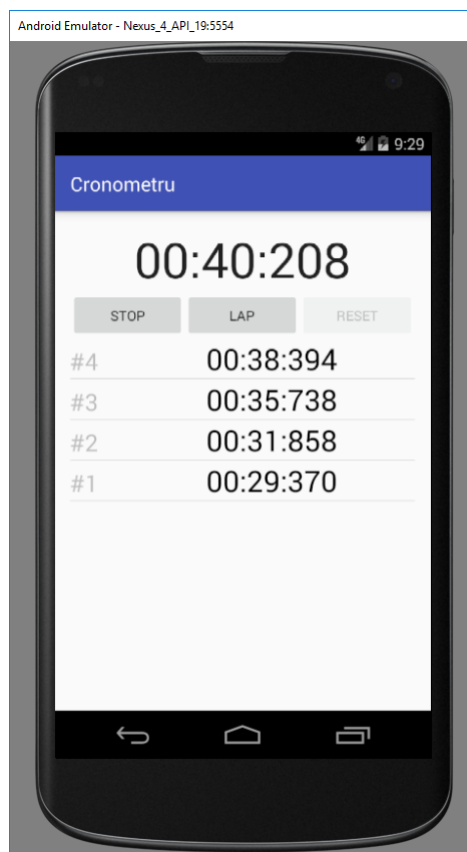 Android Emulator - Nexus_4_API_19:5554
4G 9:29
Cronometru
00:40:208
STOP LAP RESET
#4 00:38:394
#3 00:35:738
#2 00:31:858
#1 00:29:370